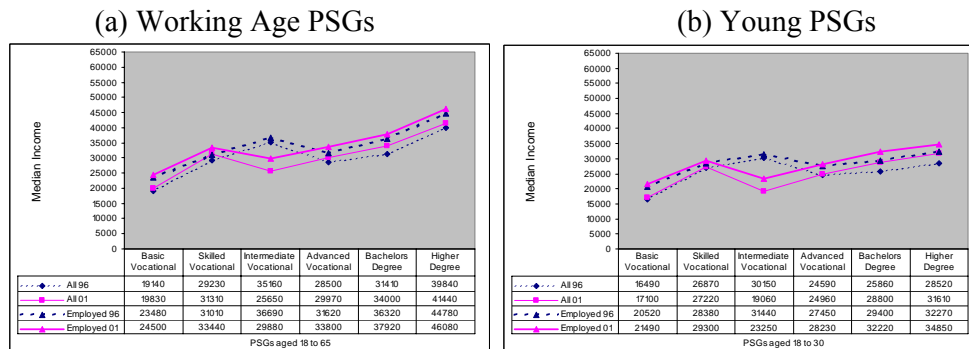 (a) Working Age PSGs
(b) Young PSGs
Median Income
65000
60000
55000
50000
45000
40000
35000
30000
25000
20000
15000
10000
5000
0
Basic Vocational Skilled Vocational Intermediate Vocational Advanced Vocational Bachelors Degree Higher Degree
All 96 19140 29230 35160 28500 31410 39840
All 01 19830 31310 25650 29970 34000 41440
Employed 96 23480 31010 36690 31620 36320 44780
Employed 01 24500 33440 29880 33800 37920 46080
PSGs aged 18 to 65
Median Income
65000
60000
55000
50000
45000
40000
35000
30000
25000
20000
15000
10000
5000
0
Basic Vocational Skilled Vocational Intermediate Vocational Advanced Vocational Bachelors Degree Higher Degree
All 96 16490 26870 30150 24590 25860 28520
All 01 17100 27220 19060 24960 28800 31610
Employed 96 20520 28380 31440 27450 29400 32270
Employed 01 21490 29300 23250 28230 32220 34850
PSGs aged 18 to 30